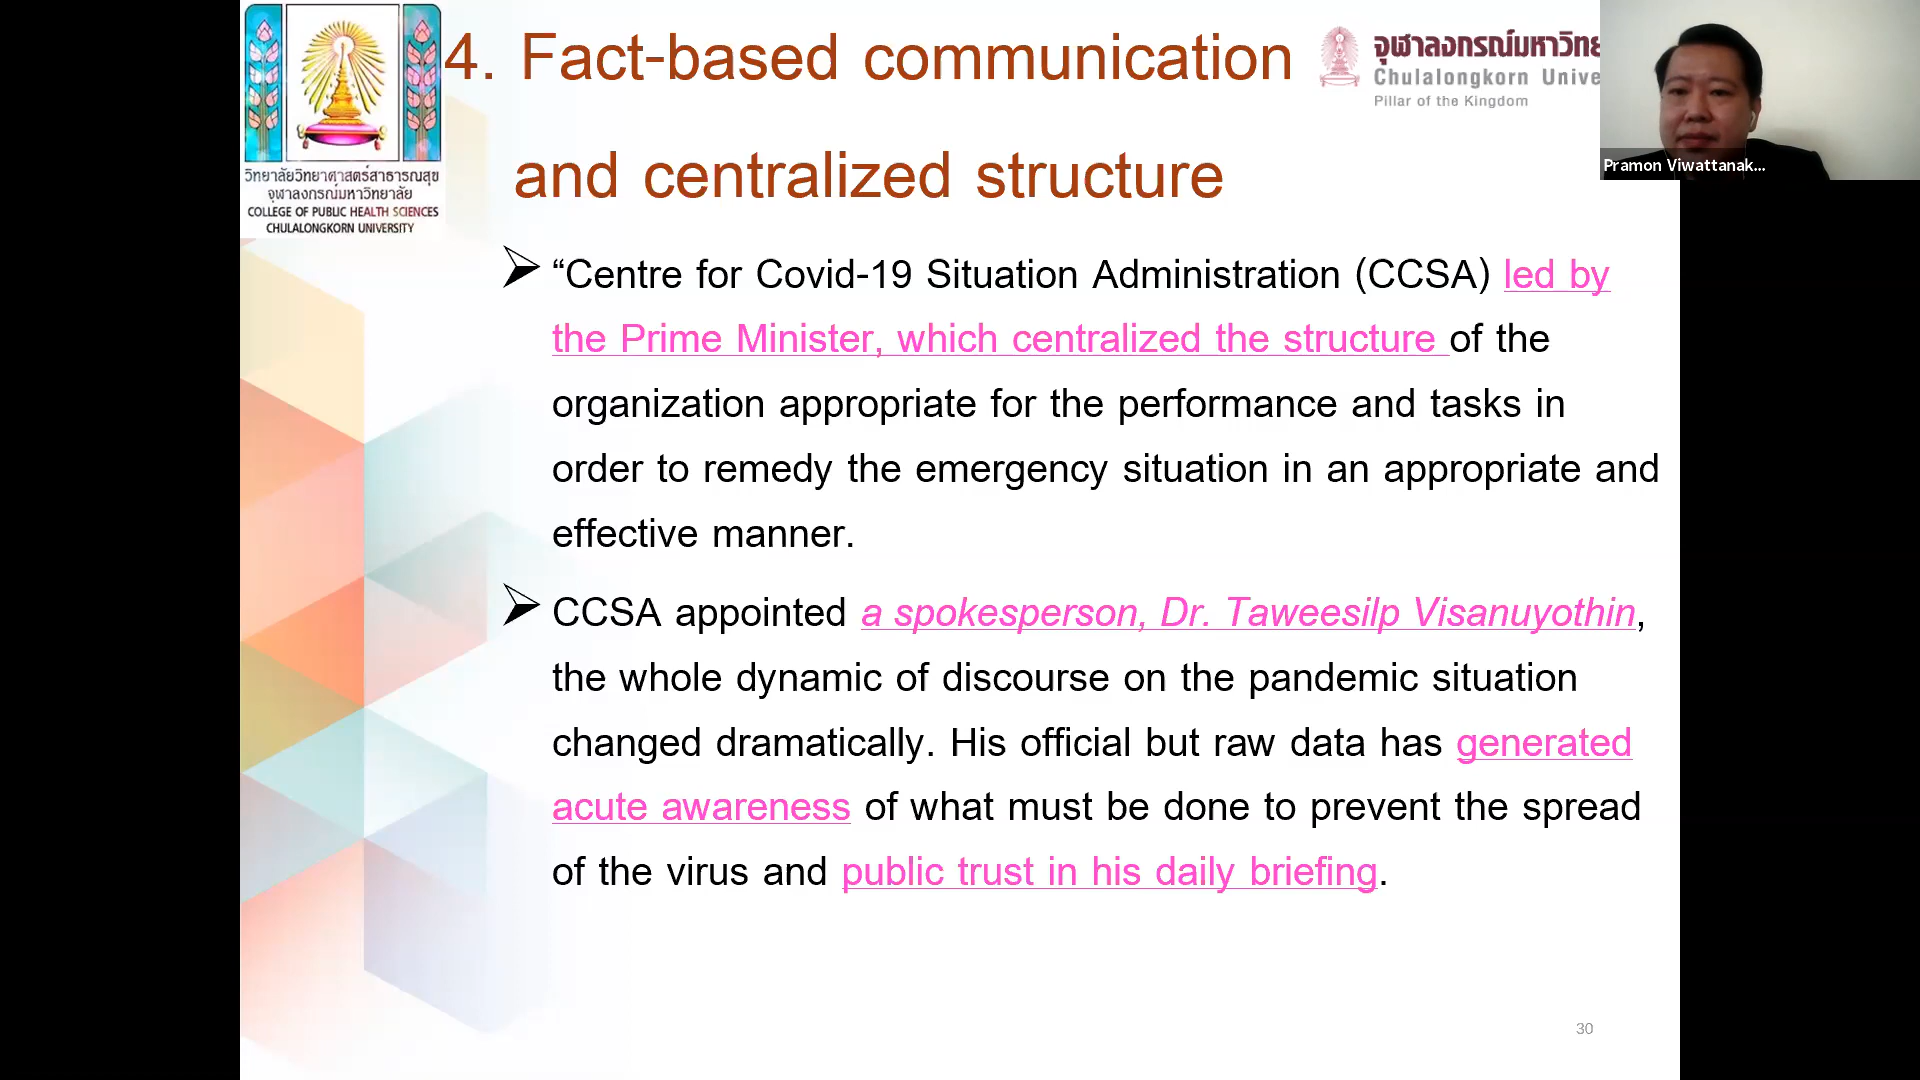 4. Fact-based communication
and centralized structure
จุฬาลงกรณ์มหาวิทย
Chulalongkorn Unive
Pillar of the Kingdom
Pramon Viwattanak...
วิทยาลัยวิทยาศาสตร์สาธารณสุข
จุฬาลงกรณ์มหาวิทยาลัย
COLLEGE OF PUBLIC HEALTH SCIENCES
CHULALONGKORN UNIVERSITY
➢ “Centre for Covid-19 Situation Administration (CCSA) led by
the Prime Minister, which centralized the structure of the
organization appropriate for the performance and tasks in
order to remedy the emergency situation in an appropriate and
effective manner.
➢ CCSA appointed a spokesperson, Dr. Taweesilp Visanuyothin,
the whole dynamic of discourse on the pandemic situation
changed dramatically. His official but raw data has generated
acute awareness of what must be done to prevent the spread
of the virus and public trust in his daily briefing.
30